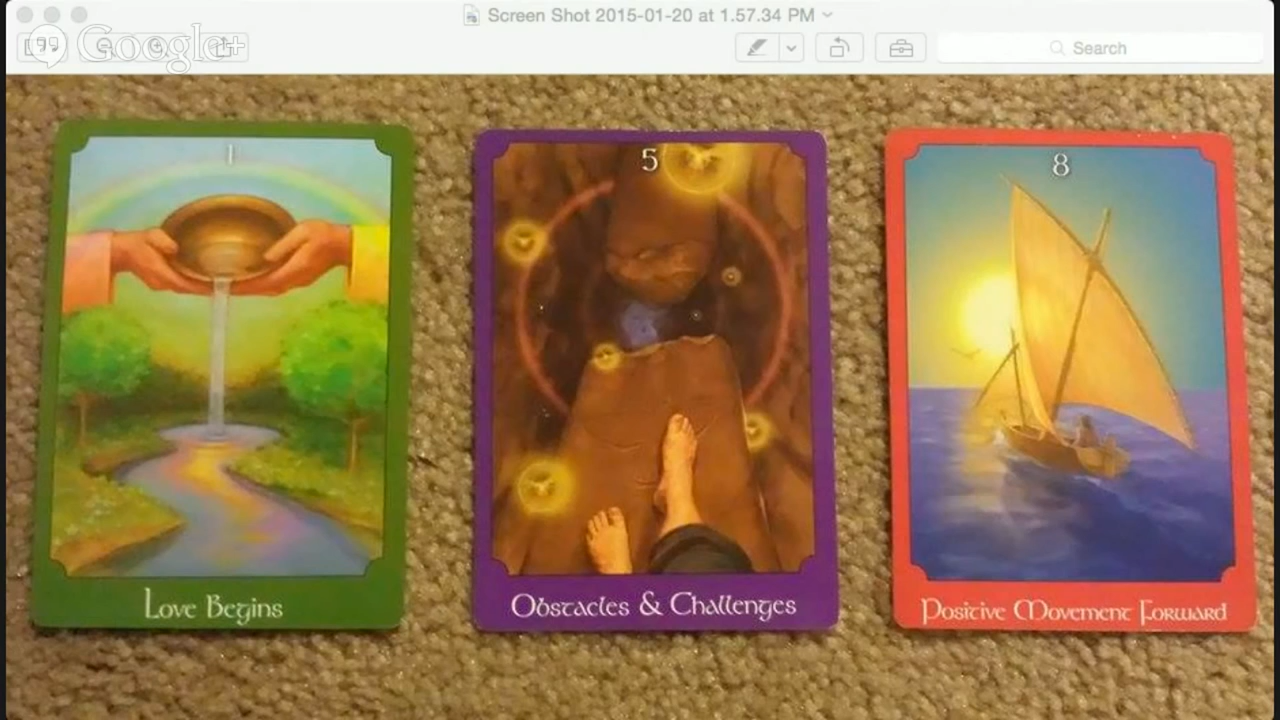 Screen Shot 2015-01-20 at 1.57.34 PM
Google+
Search
1
5
8
Love Begins
Obstacles & Challenges
Positive Movement Forward